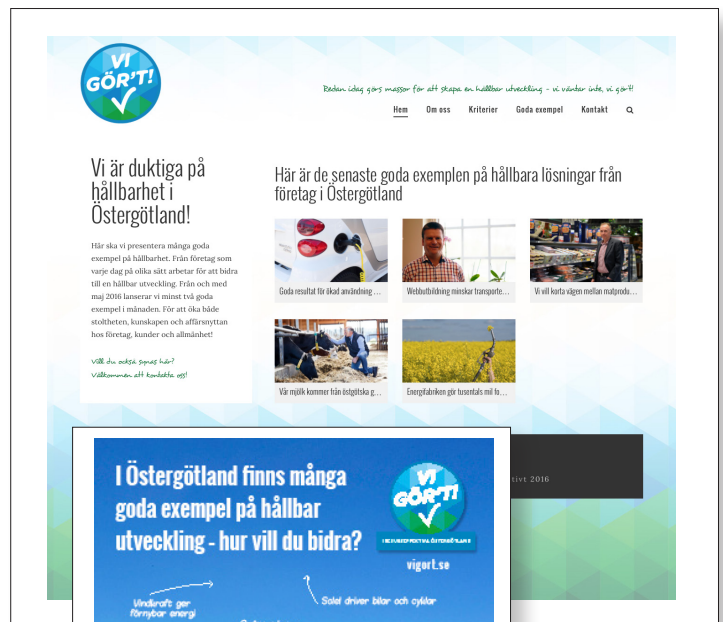 VI
GÖR'T!
Redan idag görs massor för att skapa en hållbar utveckling - vi väntar inte, vi gör't!
Hem Om oss Kriterier Goda exempel Kontakt
Vi är duktiga på
hållbarhet i
Östergötland!
Här ska vi presentera många goda
exempel på hållbarhet. Från företag som
varje dag på olika sätt arbetar för att bidra
till en hållbar utveckling. Från och med
maj 2016 lanserar vi minst två goda
exempel i månaden. För att öka både
stoltheten, kunskapen och affärsnyttan
hos företag, kunder och allmänhet!
Vill du också synas här?
Välkommen att kontakta oss!
Här är de senaste goda exemplen på hållbara lösningar från
företag i Östergötland
Goda resultat för ökad användning ...
Webbutbildning minskar transporte...
Vi vill korta vägen mellan matprodu...
Vår mjölk kommer från östgötska g...
Energifabriken gör tusentals mil fo...
tivt 2016
I Östergötland finns många
goda exempel på hållbar
utveckling - hur vill du bidra?
VI
GÖR'T!
I RESURSEFFEKTIVA ÖSTERGÖTLAND
vigort.se
Vindkraft ger
förnybar energi
Solel driver bilar och cyklar